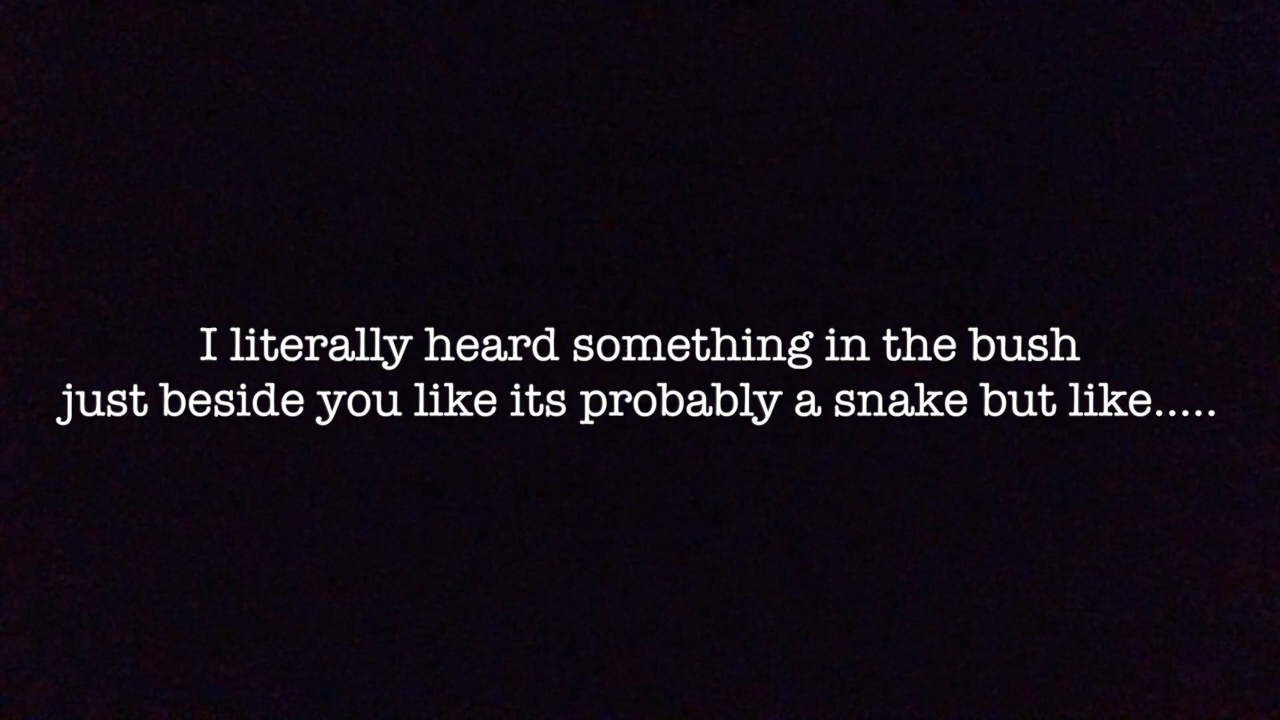 I literally heard something in the bush
just beside you like its probably a snake but like.....